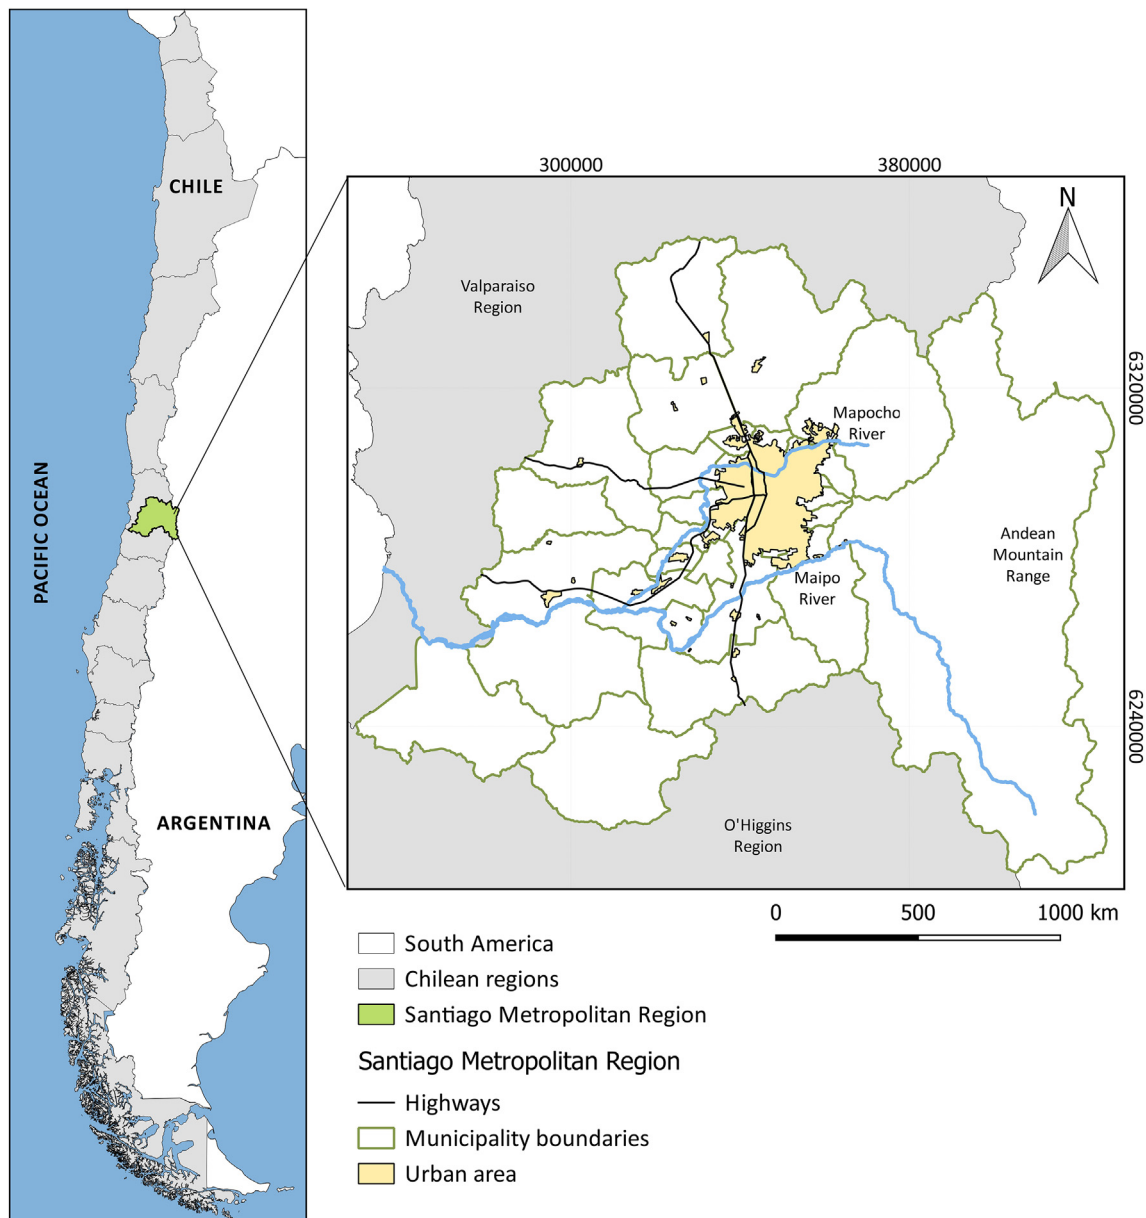 CHILE
PACIFIC OCEAN
ARGENTINA
300000
380000
N
Valparaiso
Region
6320000
Mapocho
River
Andean
Mountain
Range
Maipo
River
6240000
O'Higgins
Region
0 500 1000 km
South America
Chilean regions
Santiago Metropolitan Region
Santiago Metropolitan Region
Highways
Municipality boundaries
Urban area